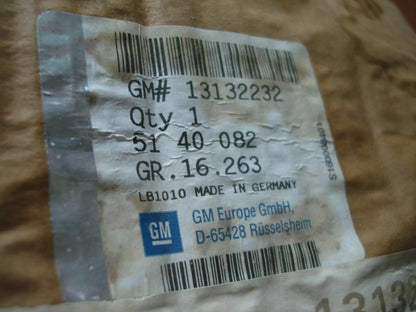 GM# 13132232
Qty 1
51 40 082
GR.16.263
LB1010 MADE IN GERMANY
GM
GM Europe GmbH,
D-65428 Rüsselsheim